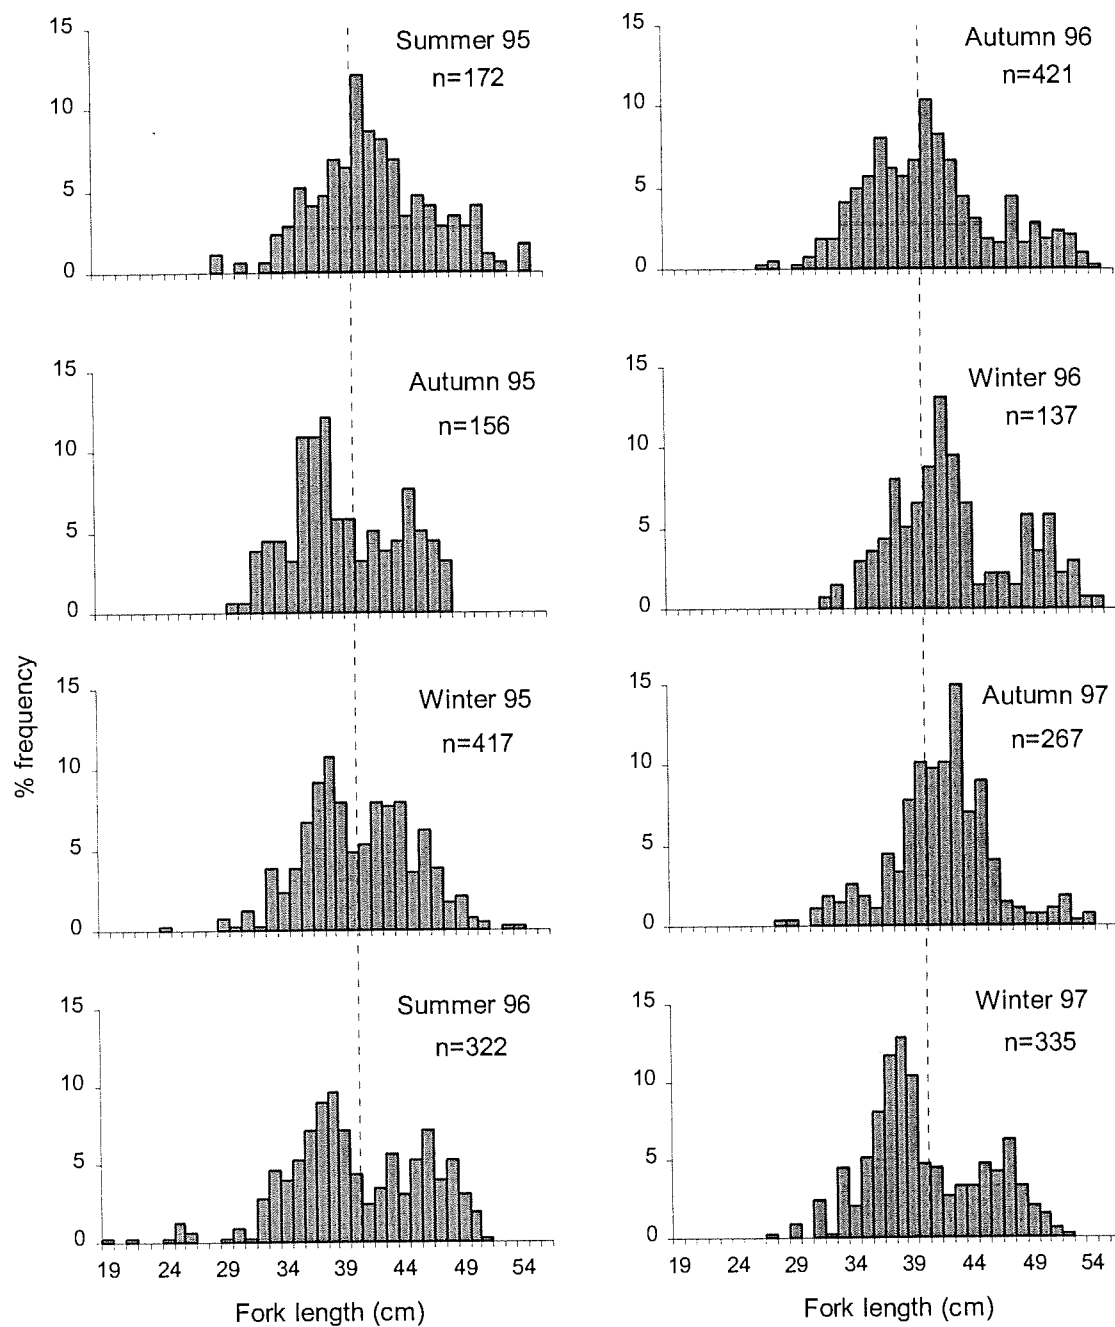 15
10
5
0
Summer 95
n=172
15
10
5
0
Autumn 96
n=421
15
10
5
0
Autumn 95
n=156
15
10
5
0
Winter 96
n=137
% frequency
15
10
5
0
Winter 95
n=417
15
10
5
0
Autumn 97
n=267
15
10
5
0
Summer 96
n=322
19 24 29 34 39 44 49 54
Fork length (cm)
15
10
5
0
Winter 97
n=335
19 24 29 34 39 44 49 54
Fork length (cm)